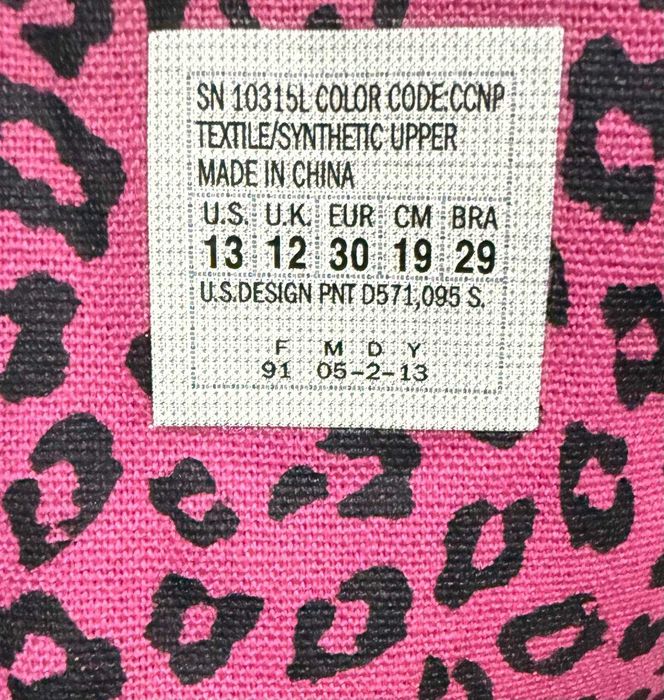 SN 10315L COLOR CODE:CCNP
TEXTILE/SYNTHETIC UPPER
MADE IN CHINA
U.S. U.K. EUR CM BRA
13 12 30 19 29
U.S.DESIGN PNT D571,095 S.
F M D Y
91 05-2-13